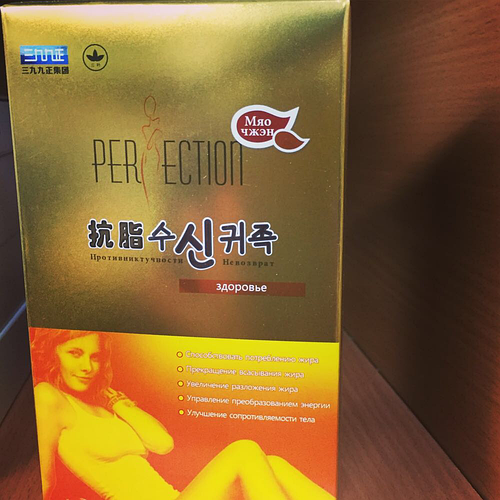 三九九正
三九九正集团
Мяо
чжэн
PERFECTION
抗脂 수신귀족
Противинктучности Невозврат
здоровье
Способствовать потреблению жира
Прекращение всасывания жира
Увеличение разложения жира
Управление преобразованием энергии
Улучшение сопротивляемости тела